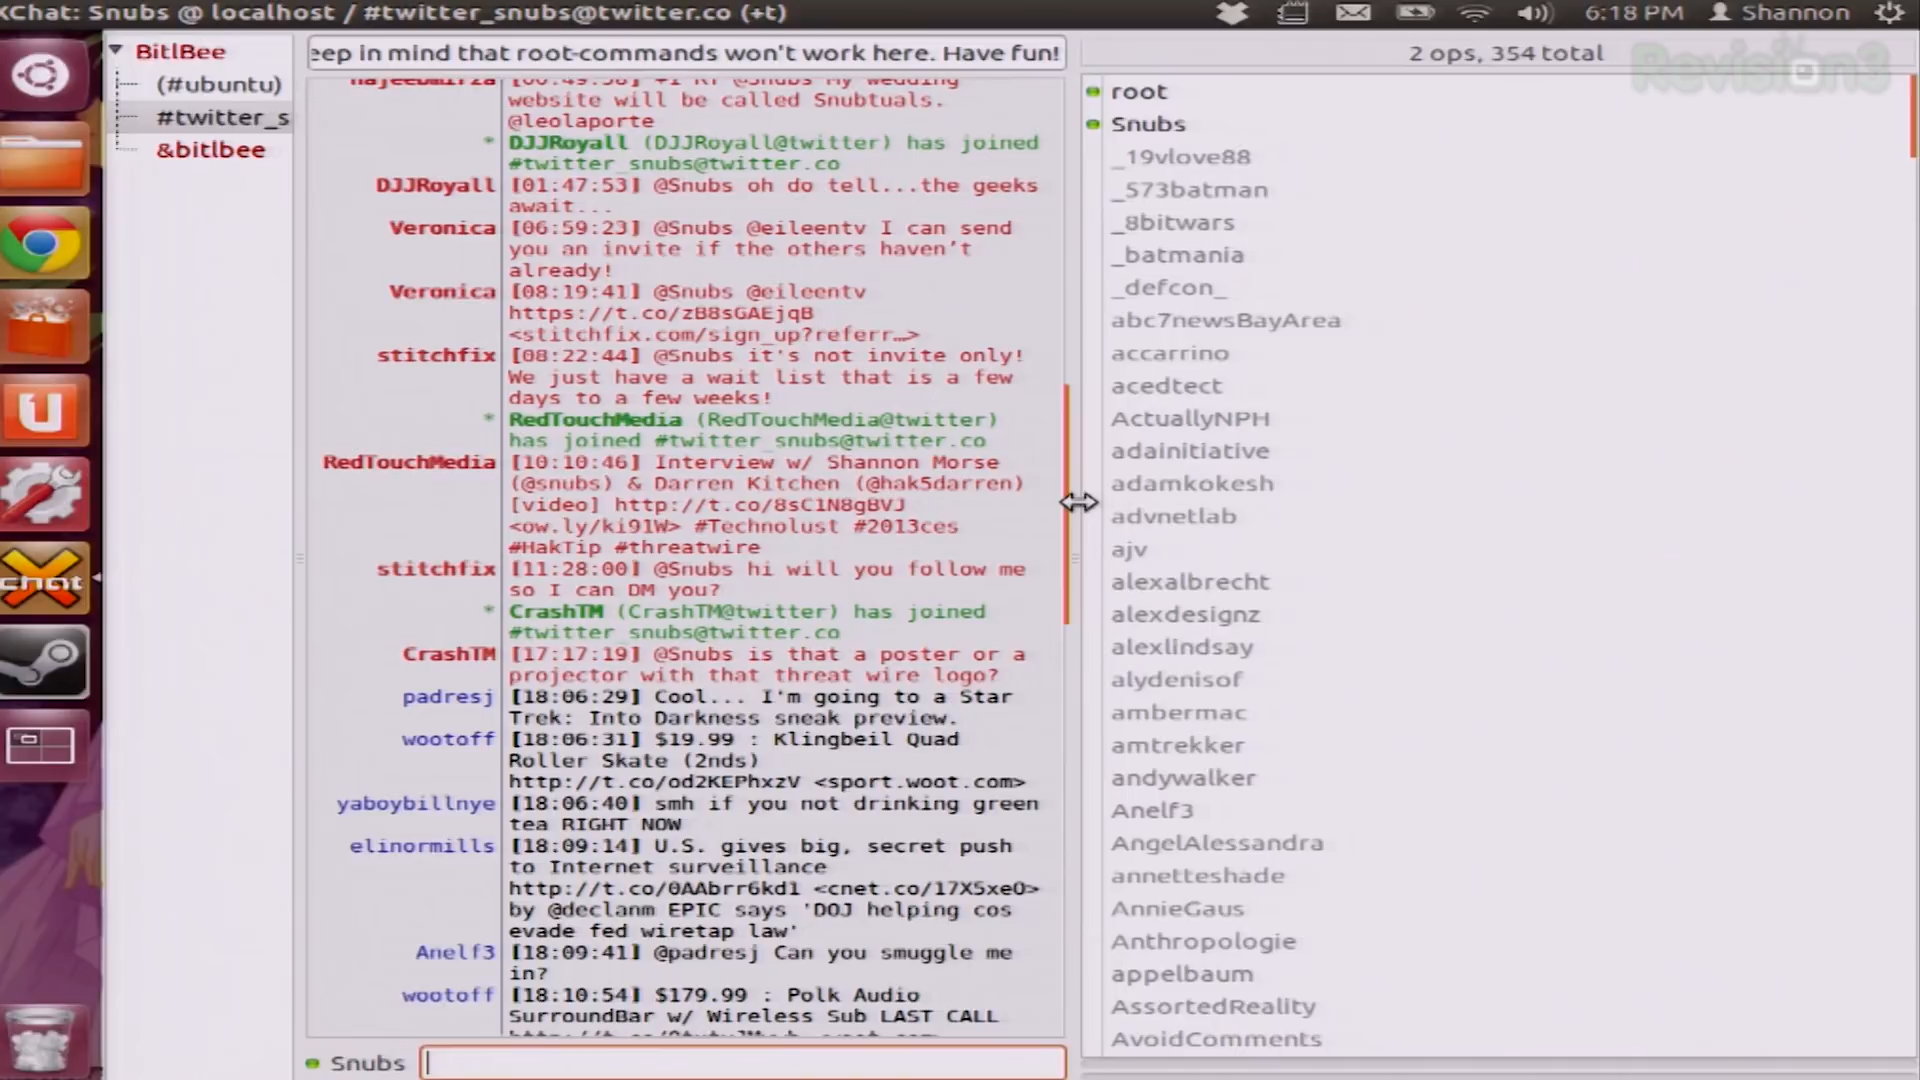 XChat: Snubs @ localhost / #twitter_snubs@twitter.co (+t)
6:18 PM
Shannon
BitlBee
(#ubuntu)
#twitter_s
&bitlbee
eep in mind that root-commands won't work here. Have fun!
2 ops, 354 total
Revision3
najeebmirza [00:49:58] +1 RT @Snubs My wedding
website will be called Snubtuals.
@leolaporte
* DJJRoyall (DJJRoyall@twitter) has joined
#twitter_snubs@twitter.co
DJJRoyall [01:47:53] @Snubs oh do tell...the geeks
await...
Veronica [06:59:23] @Snubs @eileentv I can send
you an invite if the others haven't
already!
Veronica [08:19:41] @Snubs @eileentv
https://t.co/zB8sGAEjqB
<stitchfix.com/sign_up?referr…>
stitchfix [08:22:44] @Snubs it's not invite only!
We just have a wait list that is a few
days to a few weeks!
* RedTouchMedia (RedTouchMedia@twitter)
has joined #twitter_snubs@twitter.co
RedTouchMedia [10:10:46] Interview w/ Shannon Morse
(@snubs) & Darren Kitchen (@hak5darren)
[video] http://t.co/8sC1N8gBVJ
<ow.ly/ki91W> #Technolust #2013ces
#HakTip #threatwire
stitchfix [11:28:00] @Snubs hi will you follow me
so I can DM you?
* CrashTM (CrashTM@twitter) has joined
#twitter_snubs@twitter.co
CrashTM [17:17:19] @Snubs is that a poster or a
projector with that threat wire logo?
padresj [18:06:29] Cool... I'm going to a Star
Trek: Into Darkness sneak preview.
wootoff [18:06:31] $19.99 : Klingbeil Quad
Roller Skate (2nds)
http://t.co/od2KEPhxzV <sport.woot.com>
yaboybillnye [18:06:40] smh if you not drinking green
tea RIGHT NOW
elinormills [18:09:14] U.S. gives big, secret push
to Internet surveillance
http://t.co/0AAbrr6kd1 <cnet.co/17X5xeO>
by @declanm EPIC says 'DOJ helping cos
evade fed wiretap law'
Anelf3 [18:09:41] @padresj Can you smuggle me
in?
wootoff [18:10:54] $179.99 : Polk Audio
SurroundBar w/ Wireless Sub LAST CALL
Snubs
root
Snubs
_19vlove88
_573batman
_8bitwars
_batmania
_defcon_
abc7newsBayArea
accarrino
acedtect
ActuallyNPH
adainitiative
adamkokesh
advnetlab
ajv
alexalbrecht
alexdesignz
alexlindsay
alydenisof
ambermac
amtrekker
andywalker
Anelf3
AngelAlessandra
annetteshade
AnnieGaus
Anthropologie
appelbaum
AssortedReality
AvoidComments
U
chat